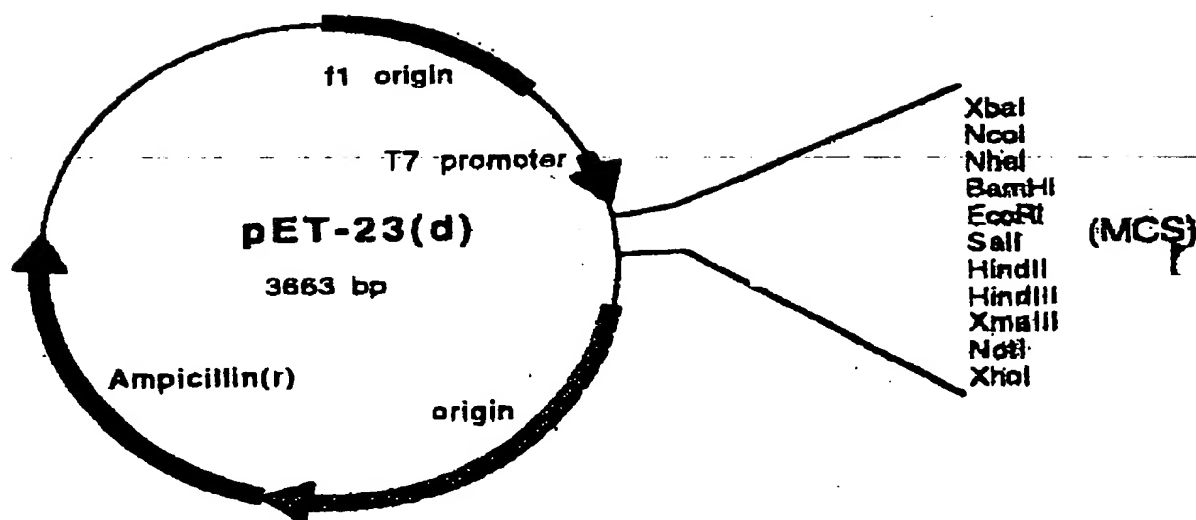 f1 origin
T7 promoter
pET-23(d)
3663 bp
Ampicillin(r)
origin
XbaI
NcoI
NheI
BamHI
EcoRI
SalI
HindII
HindIII
XmaIII
NotI
XhoI
(MCS)